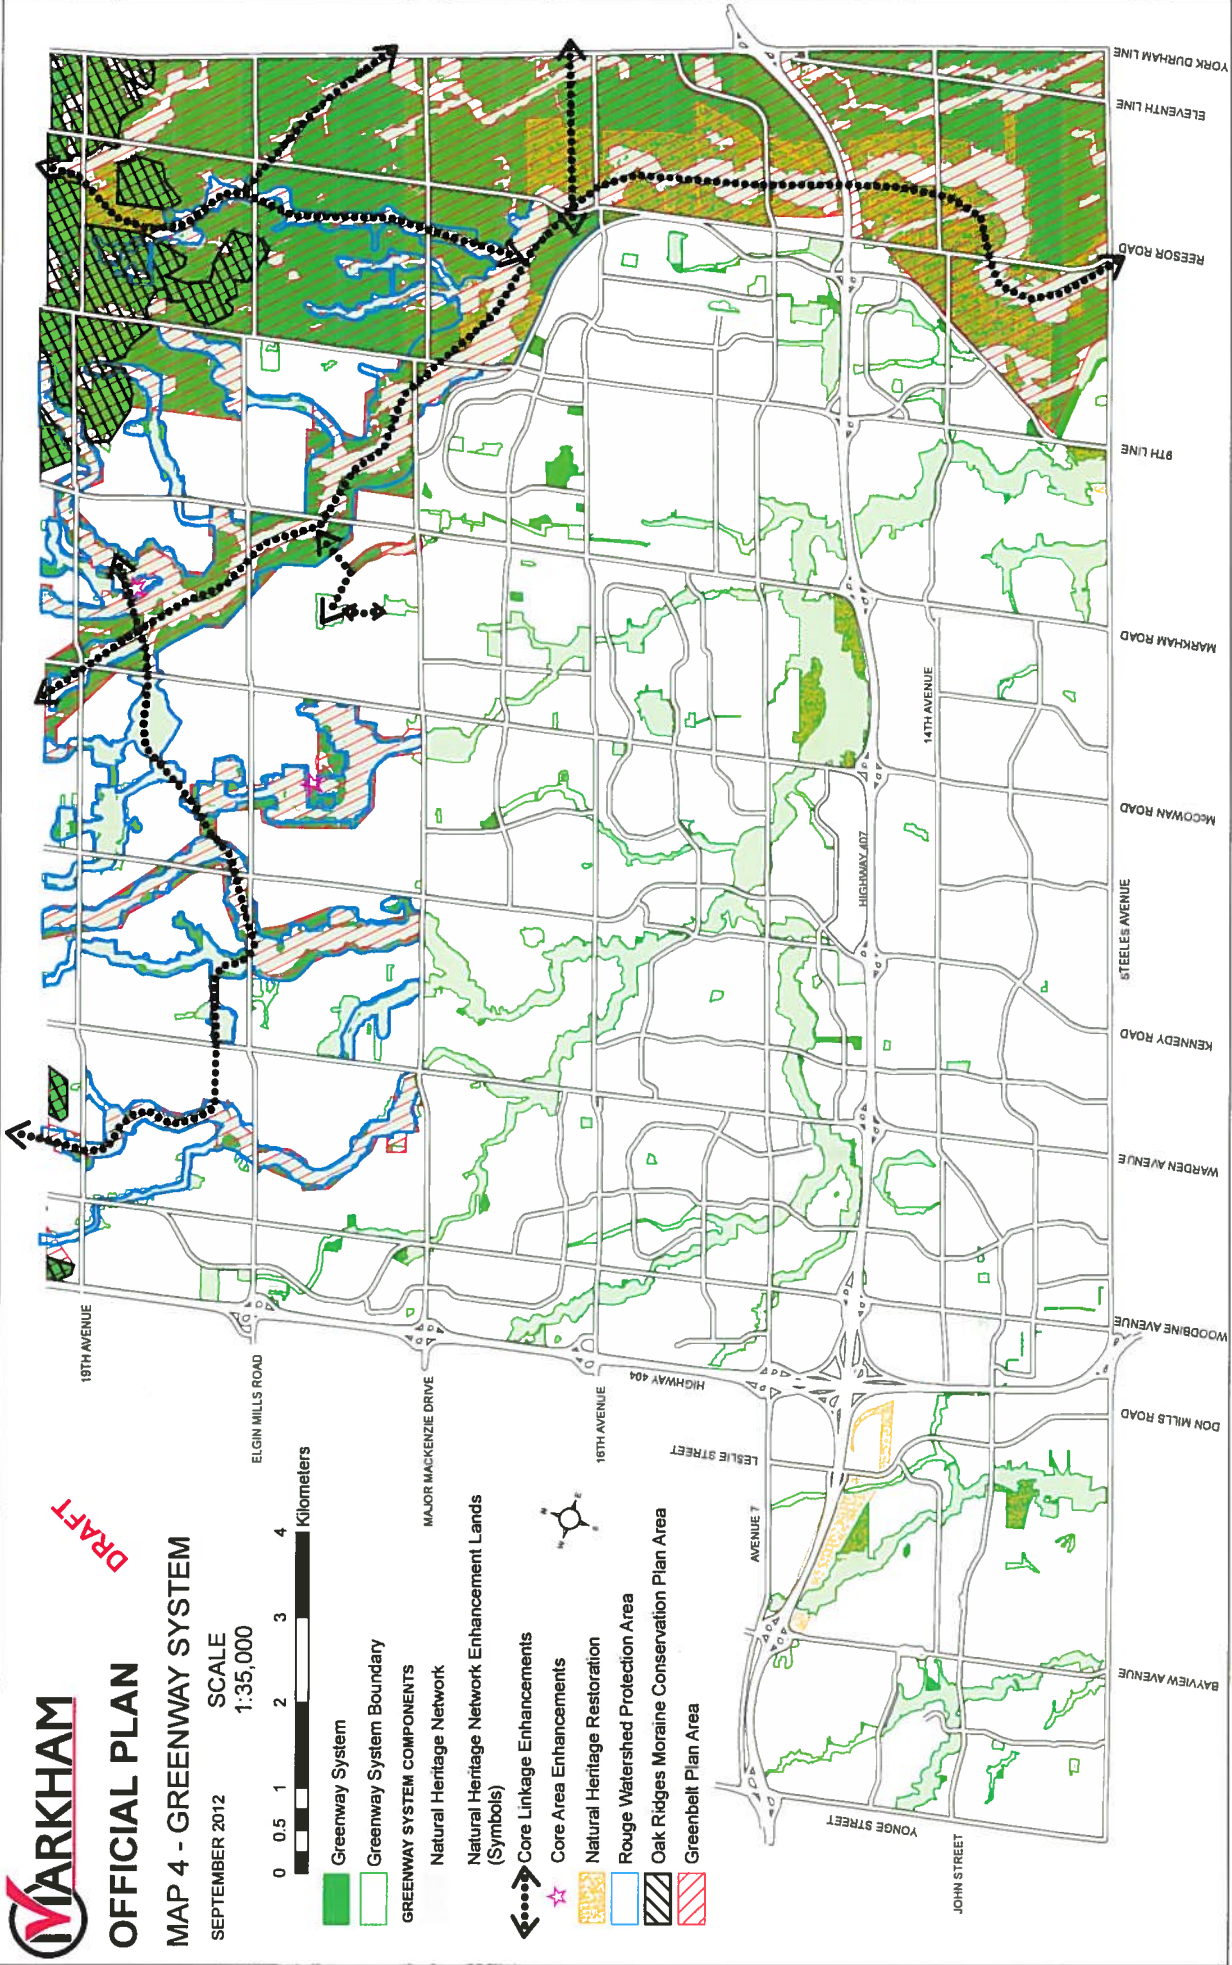 MARKHAM
OFFICIAL PLAN
MAP 4 - GREENWAY SYSTEM
SEPTEMBER 2012
SCALE
1:35,000
DRAFT
0 0.5 1 2 3 4
Kilometers
Greenway System
Greenway System Boundary
GREENWAY SYSTEM COMPONENTS
Natural Heritage Network
Natural Heritage Network Enhancement Lands
(Symbols)
Core Linkage Enhancements
Core Area Enhancements
Natural Heritage Restoration
Rouge Watershed Protection Area
Oak Ridges Moraine Conservation Plan Area
Greenbelt Plan Area
N
E
S
W
19TH AVENUE
ELGIN MILLS ROAD
MAJOR MACKENZIE DRIVE
16TH AVENUE
HIGHWAY 404
LESLIE STREET
AVENUE 7
YONGE STREET
JOHN STREET
HIGHWAY 407
14TH AVENUE
STEELES AVENUE
BAYVIEW AVENUE
DON MILLS ROAD
WOODBINE AVENUE
WARDEN AVENUE
KENNEDY ROAD
McCOWAN ROAD
MARKHAM ROAD
9TH LINE
REESOR ROAD
ELEVENTH LINE
YORK DURHAM LINE